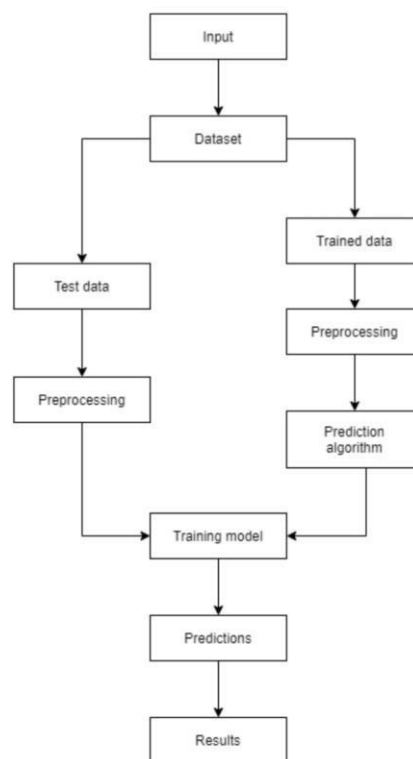 Input
Dataset
Trained data
Test data
Preprocessing
Preprocessing
Prediction
algorithm
Training model
Predictions
Results